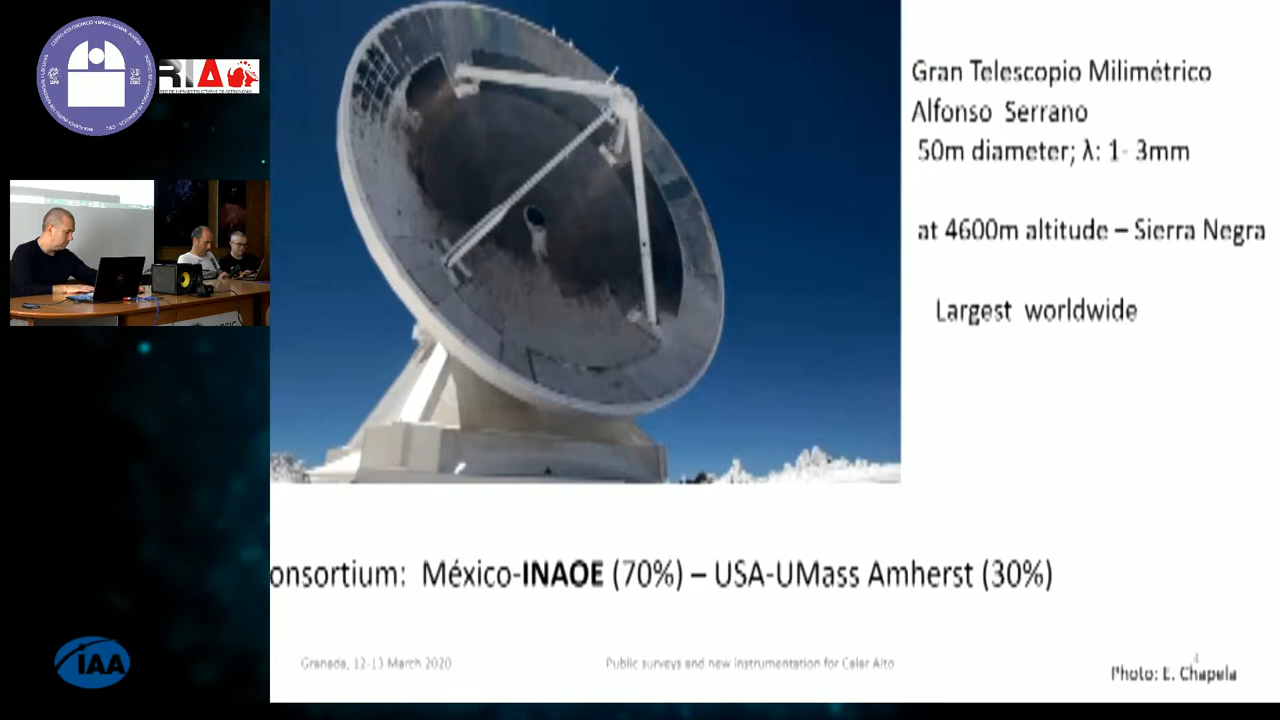 RIA
Gran Telescopio Milimétrico
Alfonso Serrano
50m diameter; λ: 1- 3mm
at 4600m altitude – Sierra Negra
Largest worldwide
onsortium: México-INAOE (70%) – USA-UMass Amherst (30%)
Granada, 12-13 March 2020
Public surveys and new instrumentation for Calar Alto
4
Photo: E. Chapela
IAA